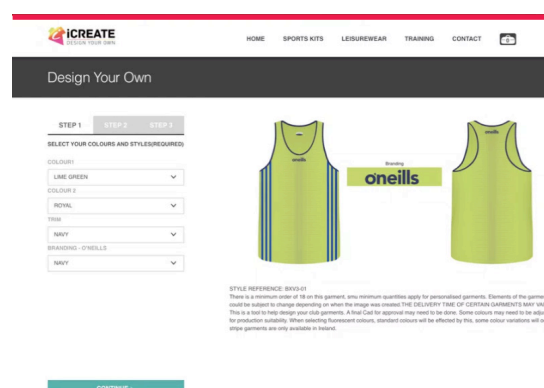 iCREATE
DESIGN YOUR OWN
HOME SPORTS KITS LEISUREWEAR TRAINING CONTACT
Design Your Own
STEP 1 STEP 2 STEP 3
SELECT YOUR COLOURS AND STYLES(REQUIRED)
COLOUR1
LIME GREEN
COLOUR 2
ROYAL
TRIM
NAVY
BRANDING - O'NEILLS
NAVY
oneills
Branding
oneills
oneills
STYLE REFERENCE: BXV3-01
There is a minimum order of 18 on this garment, smu minimum quantities apply for personalised garments. Elements of the garme
could be subject to change depending on when the image was created THE DELIVERY TIME OF CERTAIN GARMENTS MAY VA
This is a tool to help design your club garments. A final Cad for approval may need to be done. Some colours may need to be adju
for production suitability. When selecting fluorescent colours, standard colours will be effected by this, some colour variations will o
stripe garments are only available in Ireland.
CONTINUE